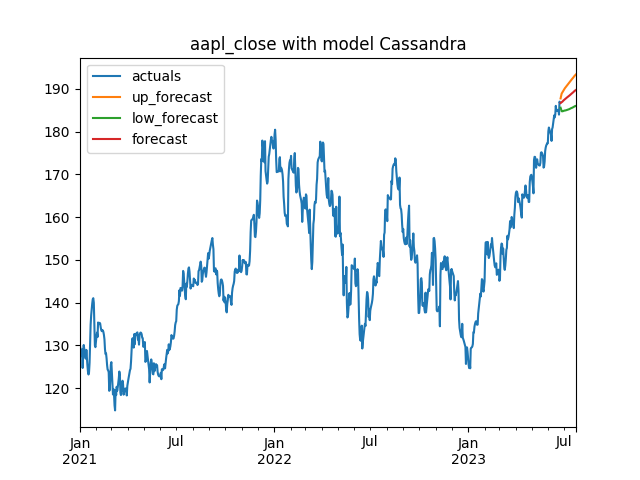 aapl_close with model Cassandra
actuals
up_forecast
low_forecast
forecast
190
180
170
160
150
140
130
120
Jan Jul Jan Jul Jan Jul
2021 2022 2023